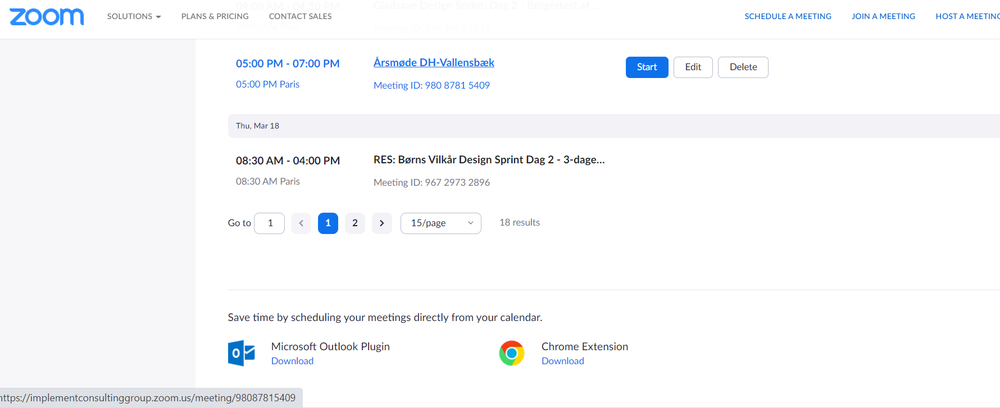 zoom
SOLUTIONS
PLANS & PRICING
CONTACT SALES
SCHEDULE A MEETING
JOIN A MEETING
HOST A MEETING
09:00 AM - 04:30 PM
Gladsaxe Design Sprint: Dag 2 - Brugertest af ...
09:00 AM Paris
05:00 PM - 07:00 PM
Årsmøde DH-Vallensbæk
Start
Edit
Delete
05:00 PM Paris
Meeting ID: 980 8781 5409
Thu, Mar 18
08:30 AM - 04:00 PM
RES: Børns Vilkår Design Sprint Dag 2 - 3-dage...
08:30 AM Paris
Meeting ID: 967 2973 2896
Go to 1 < 1 2 > 15/page 18 results
Save time by scheduling your meetings directly from your calendar.
Microsoft Outlook Plugin
Download
Chrome Extension
Download
https://implementconsultinggroup.zoom.us/meeting/98087815409